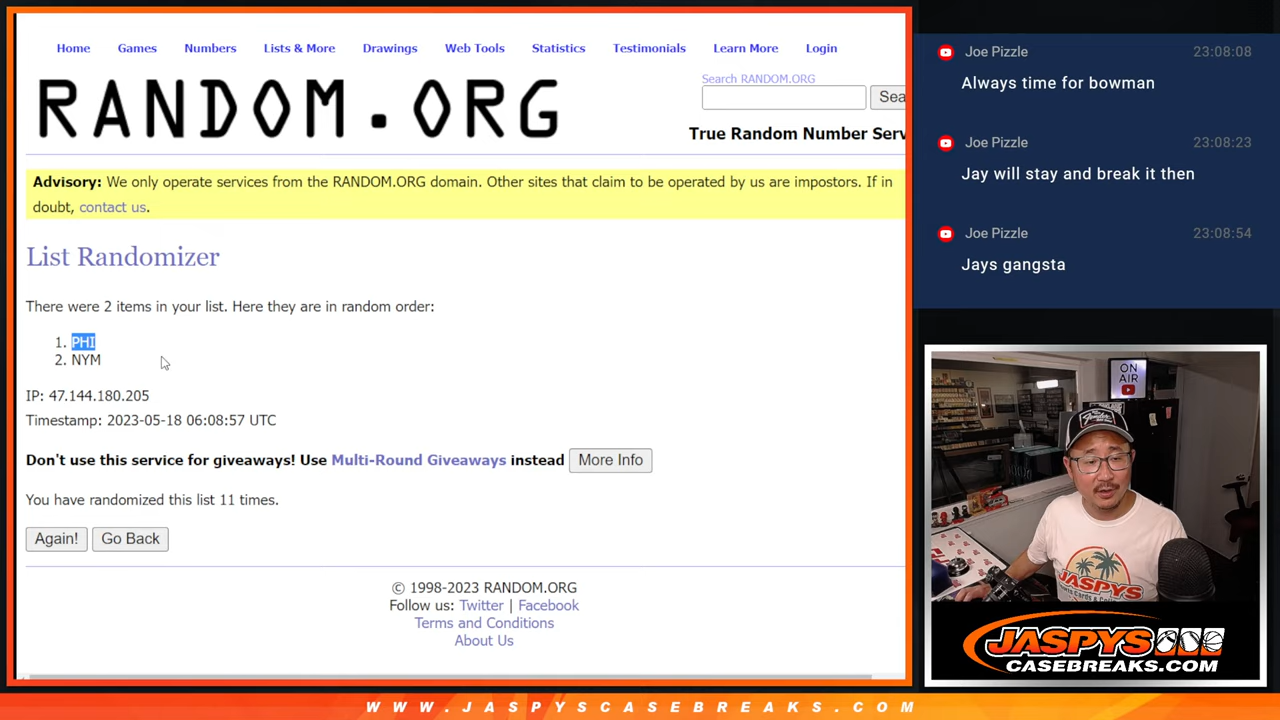 Home Games Numbers Lists & More Drawings Web Tools Statistics Testimonials Learn More Login
RANDOM.ORG
Search RANDOM.ORG
Sea
True Random Number Serv
Advisory: We only operate services from the RANDOM.ORG domain. Other sites that claim to be operated by us are impostors. If in
doubt, contact us.
List Randomizer
There were 2 items in your list. Here they are in random order:
1. PHI
2. NYM
IP: 47.144.180.205
Timestamp: 2023-05-18 06:08:57 UTC
Don't use this service for giveaways! Use Multi-Round Giveaways instead More Info
You have randomized this list 11 times.
Again! Go Back
© 1998-2023 RANDOM.ORG
Follow us: Twitter | Facebook
Terms and Conditions
About Us
Joe Pizzle 23:08:08
Always time for bowman
Joe Pizzle 23:08:23
Jay will stay and break it then
Joe Pizzle 23:08:54
Jays gangsta
ON
AIR
JASPYS
JASPYS
CASEBREAKS.COM
WWW.JASPYSCASEBREAKS.COM